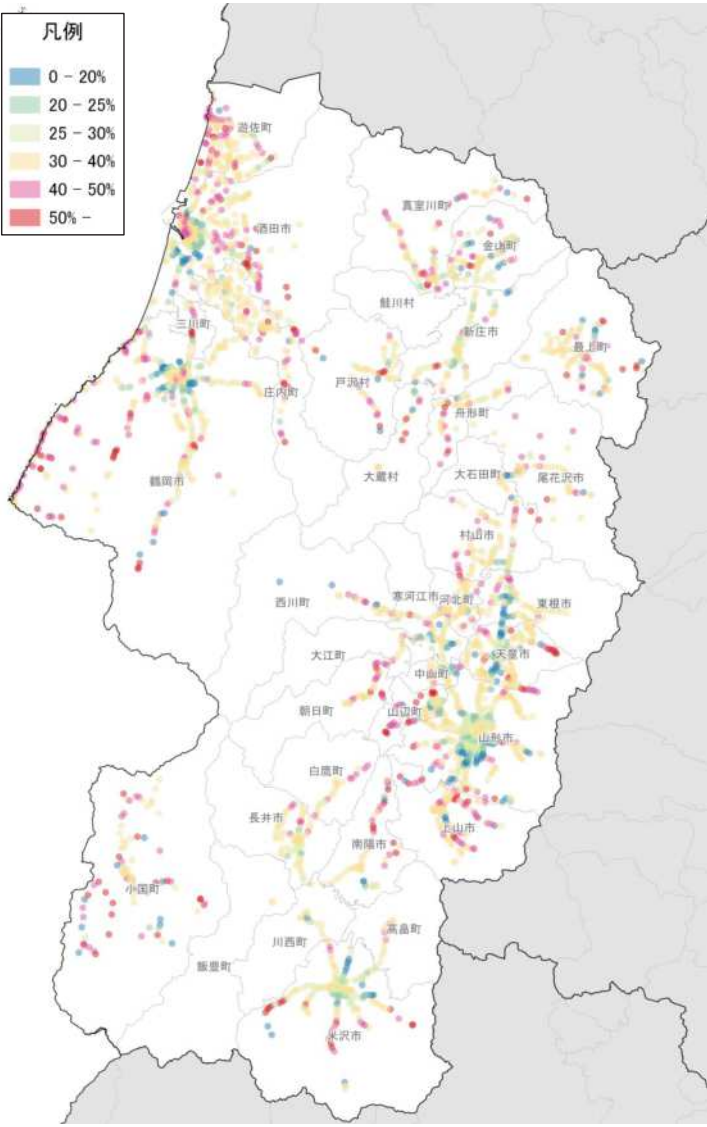 凡例
0 – 20%
20 – 25%
25 – 30%
30 – 40%
40 – 50%
50% –
遊佐町
真室川町
酒田市
金山町
鮭川村
三川町
新庄市
最上町
戸沢村
庄内町
舟形町
大蔵村
大石田町
尾花沢市
鶴岡市
村山市
西川町
寒河江市
河北町
東根市
大江町
天童市
中山町
朝日町
山辺町
山形市
白鷹町
長井市
上山市
南陽市
小国町
高畠町
川西町
飯豊町
米沢市